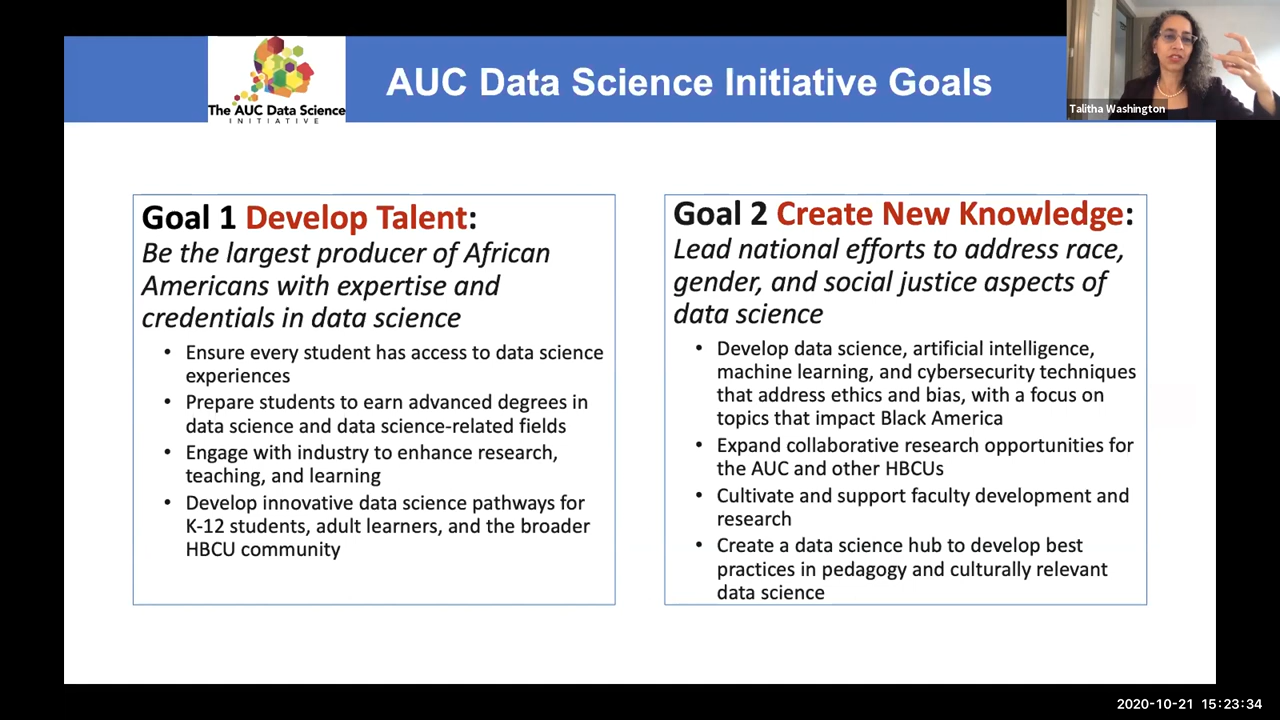 The AUC Data Science
INITIATIVE
AUC Data Science Initiative Goals
Talitha Washington
Goal 1 Develop Talent:
Be the largest producer of African
Americans with expertise and
credentials in data science
• Ensure every student has access to data science
experiences
• Prepare students to earn advanced degrees in
data science and data science-related fields
• Engage with industry to enhance research,
teaching, and learning
• Develop innovative data science pathways for
K-12 students, adult learners, and the broader
HBCU community
Goal 2 Create New Knowledge:
Lead national efforts to address race,
gender, and social justice aspects of
data science
• Develop data science, artificial intelligence,
machine learning, and cybersecurity techniques
that address ethics and bias, with a focus on
topics that impact Black America
• Expand collaborative research opportunities for
the AUC and other HBCUs
• Cultivate and support faculty development and
research
• Create a data science hub to develop best
practices in pedagogy and culturally relevant
data science
2020-10-21 15:23:34